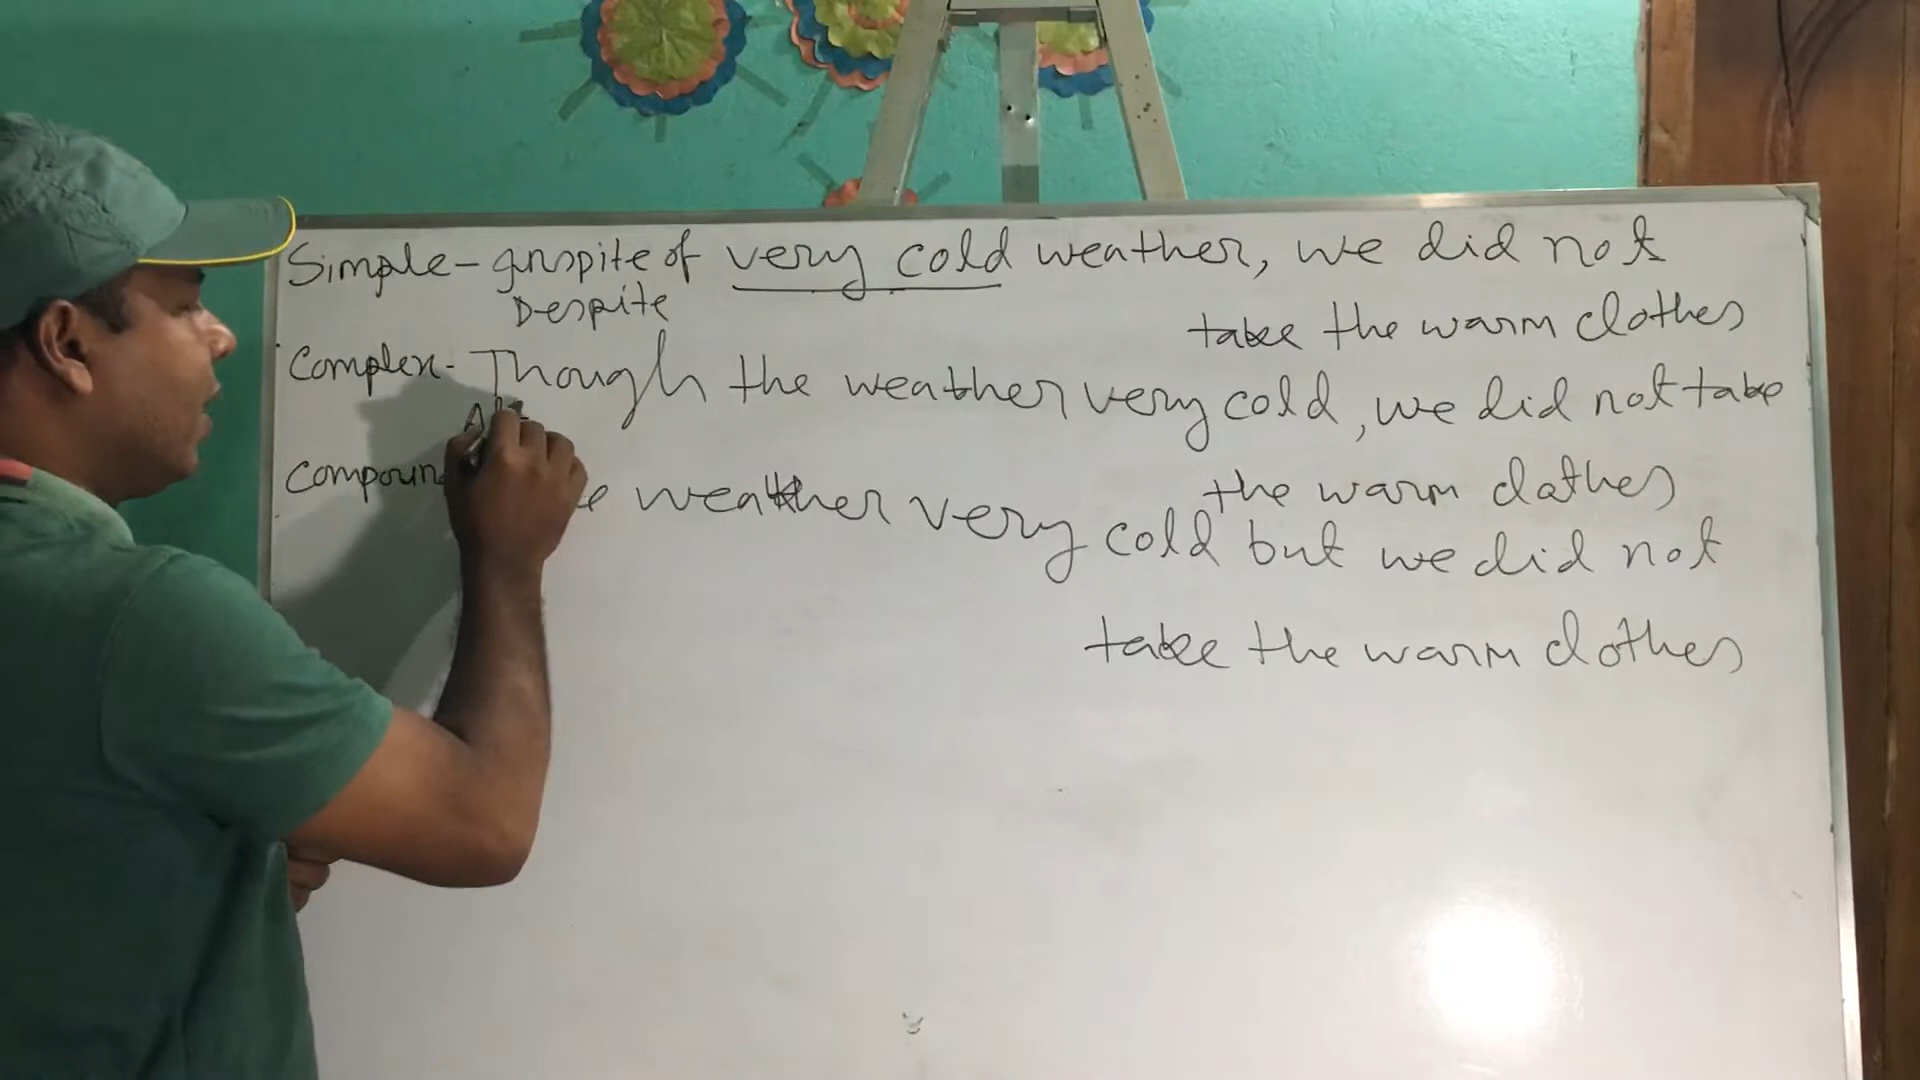 Simple- Inspite of very cold weather, we did not
Despite
take the warm clothes
Complex- Though the weather very cold, we did not take
the warm clothes
weather very cold but we did not
take the warm clothes